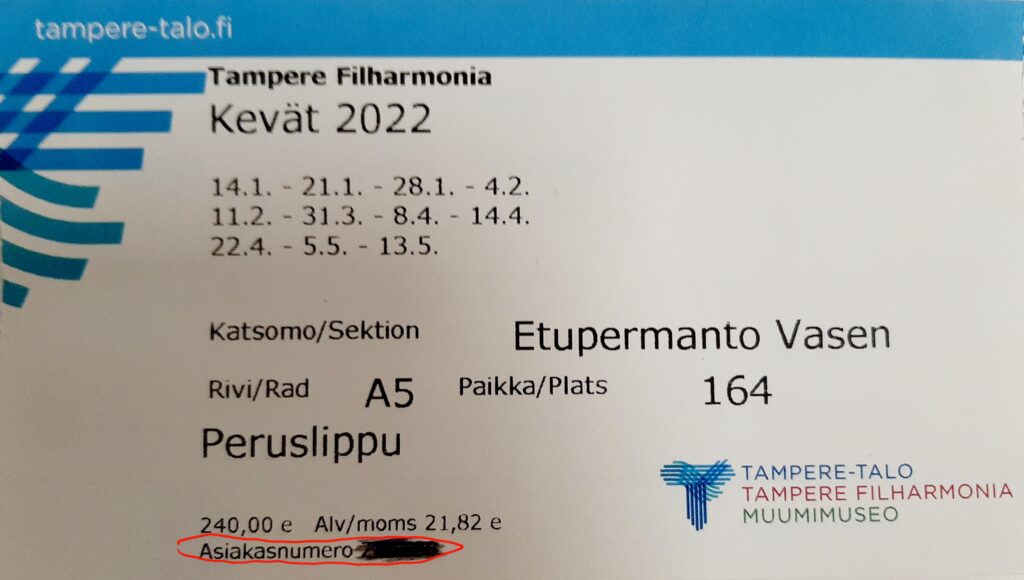 tampere-talo.fi
Tampere Filharmonia
Kevät 2022
14.1. - 21.1. - 28.1. - 4.2.
11.2. - 31.3. - 8.4. - 14.4.
22.4. - 5.5. - 13.5.
Katsomo/Sektion Etupermanto Vasen
Rivi/Rad A5 Paikka/Plats 164
Peruslippu
240,00 e Alv/moms 21,82 e
Asiakasnumero
TAMPERE-TALO
TAMPERE FILHARMONIA
MUUMIMUSEO